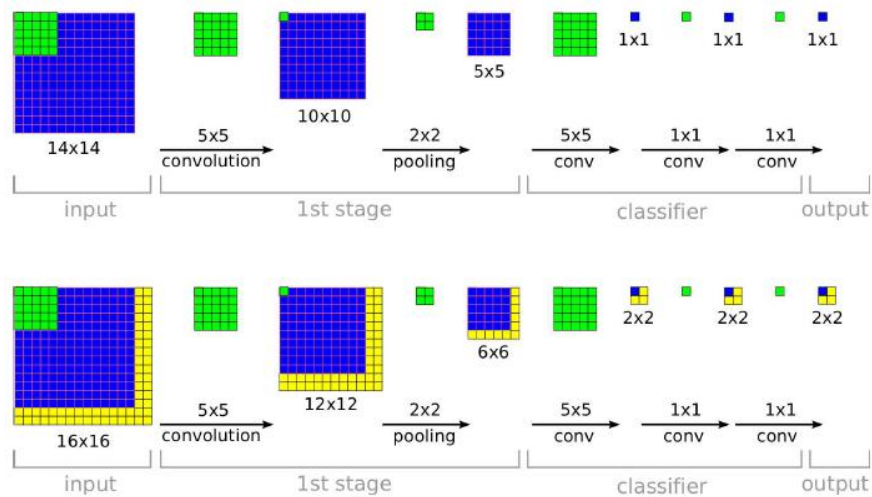 1x1
1x1
1x1
5x5
10x10
14x14
5x5
convolution
2x2
pooling
5x5
conv
1x1
conv
1x1
conv
input
1st stage
classifier
output
2x2
2x2
2x2
6x6
12x12
16x16
5x5
convolution
2x2
pooling
5x5
conv
1x1
conv
1x1
conv
input
1st stage
classifier
output